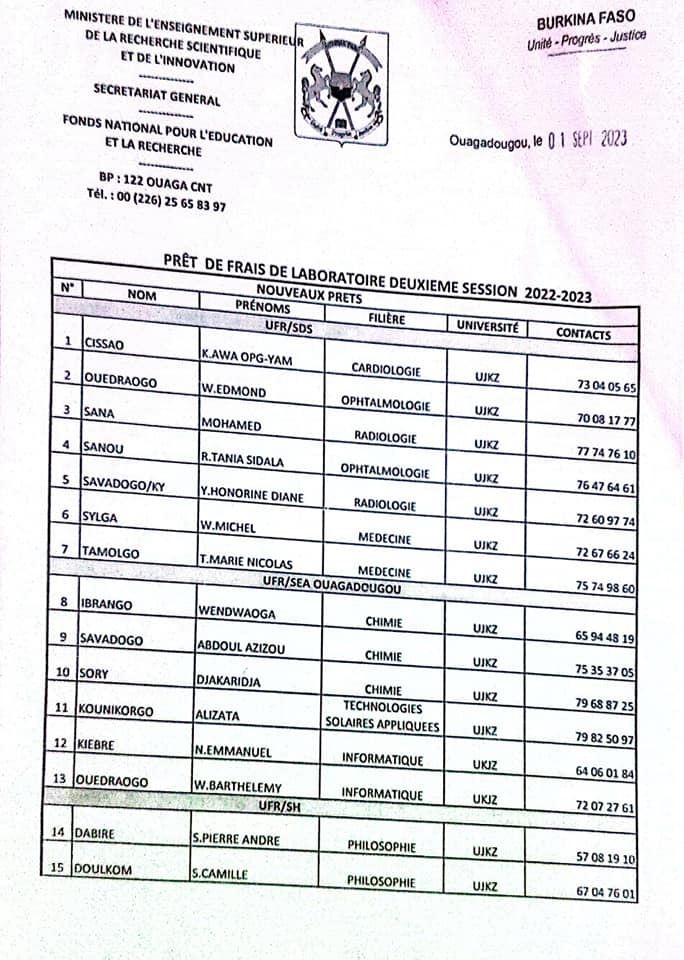 MINISTERE DE L'ENSEIGNEMENT SUPERIEUR
DE LA RECHERCHE SCIENTIFIQUE
ET DE L'INNOVATION
SECRETARIAT GENERAL
FONDS NATIONAL POUR L'EDUCATION
ET LA RECHERCHE
BP : 122 OUAGA CNT
Tél. : 00 (226) 25 65 83 97
BURKINA FASO
Unité - Progrès - Justice
Ouagadougou, le 01 SEPT 2023
PRÊT DE FRAIS DE LABORATOIRE DEUXIEME SESSION 2022-2023
NOUVEAUX PRETS
N° NOM PRÉNOMS FILIÈRE UNIVERSITÉ CONTACTS
UFR/SDS
1 CISSAO K.AWA OPG-YAM CARDIOLOGIE UJKZ 73 04 05 65
2 OUEDRAOGO W.EDMOND OPHTALMOLOGIE UJKZ 70 08 17 77
3 SANA MOHAMED RADIOLOGIE UJKZ 77 74 76 10
4 SANOU R.TANIA SIDALA OPHTALMOLOGIE UJKZ 76 47 64 61
5 SAVADOGO/KY Y.HONORINE DIANE RADIOLOGIE UJKZ 72 60 97 74
6 SYLGA W.MICHEL MEDECINE UJKZ 72 67 66 24
7 TAMOLGO T.MARIE NICOLAS MEDECINE UJKZ 75 74 98 60
UFR/SEA OUAGADOUGOU
8 IBRANGO WENDWAOGA CHIMIE UJKZ 65 94 48 19
9 SAVADOGO ABDOUL AZIZOU CHIMIE UJKZ 75 35 37 05
10 SORY DJAKARIDJA CHIMIE UJKZ 79 68 87 25
11 KOUNIKORGO ALIZATA TECHNOLOGIES SOLAIRES APPLIQUEES UJKZ 79 82 50 97
12 KIEBRE N.EMMANUEL INFORMATIQUE UKJZ 64 06 01 84
13 OUEDRAOGO W.BARTHELEMY INFORMATIQUE UKJZ 72 07 27 61
UFR/SH
14 DABIRE S.PIERRE ANDRE PHILOSOPHIE UJKZ 57 08 19 10
15 DOULKOM S.CAMILLE PHILOSOPHIE UJKZ 67 04 76 01